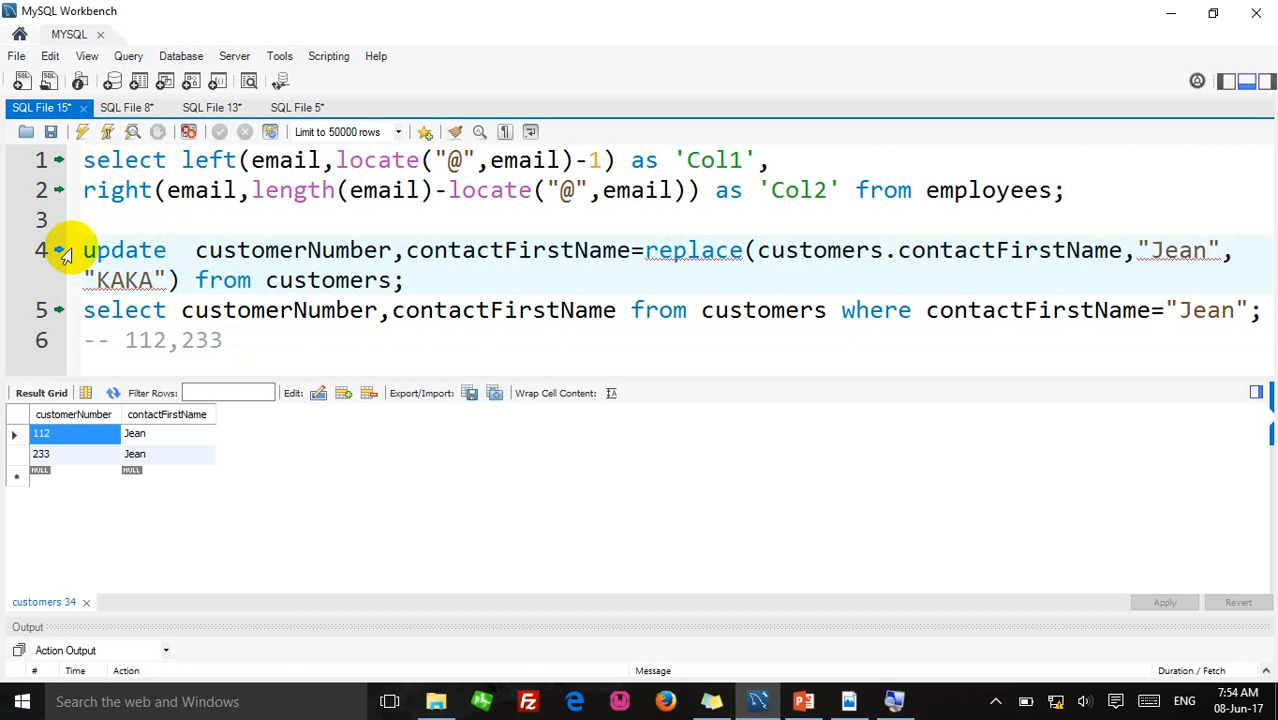 MySQL Workbench
MYSQL
File Edit View Query Database Server Tools Scripting Help
SQL File 15* SQL File 8* SQL File 13* SQL File 5*
Limit to 50000 rows
1 select left(email,locate("@",email)-1) as 'Col1',
2 right(email,length(email)-locate("@",email)) as 'Col2' from employees;
3
4 update customerNumber,contactFirstName=replace(customers.contactFirstName,"Jean",
"KAKA") from customers;
5 select customerNumber,contactFirstName from customers where contactFirstName="Jean";
6 -- 112,233
Result Grid Filter Rows: Edit: Export/Import: Wrap Cell Content:
customerNumber contactFirstName
112 Jean
233 Jean
NULL NULL
customers 34 Apply Revert
Output
Action Output
# Time Action Message Duration / Fetch
Search the web and Windows ENG 7:54 AM
08-Jun-17